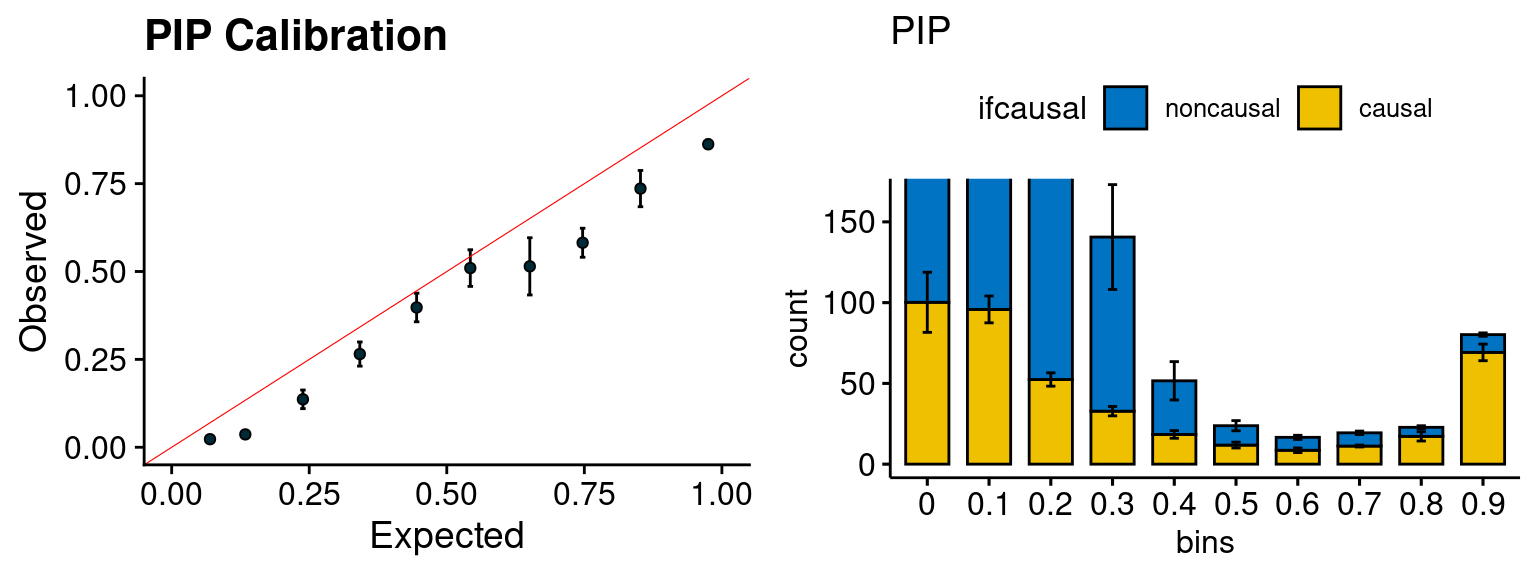 PIP Calibration
1.00
0.75
0.50
0.25
0.00
Observed
0.00 0.25 0.50 0.75 1.00
Expected
PIP
ifcausal noncausal causal
150
100
50
0
count
0 0.1 0.2 0.3 0.4 0.5 0.6 0.7 0.8 0.9
bins